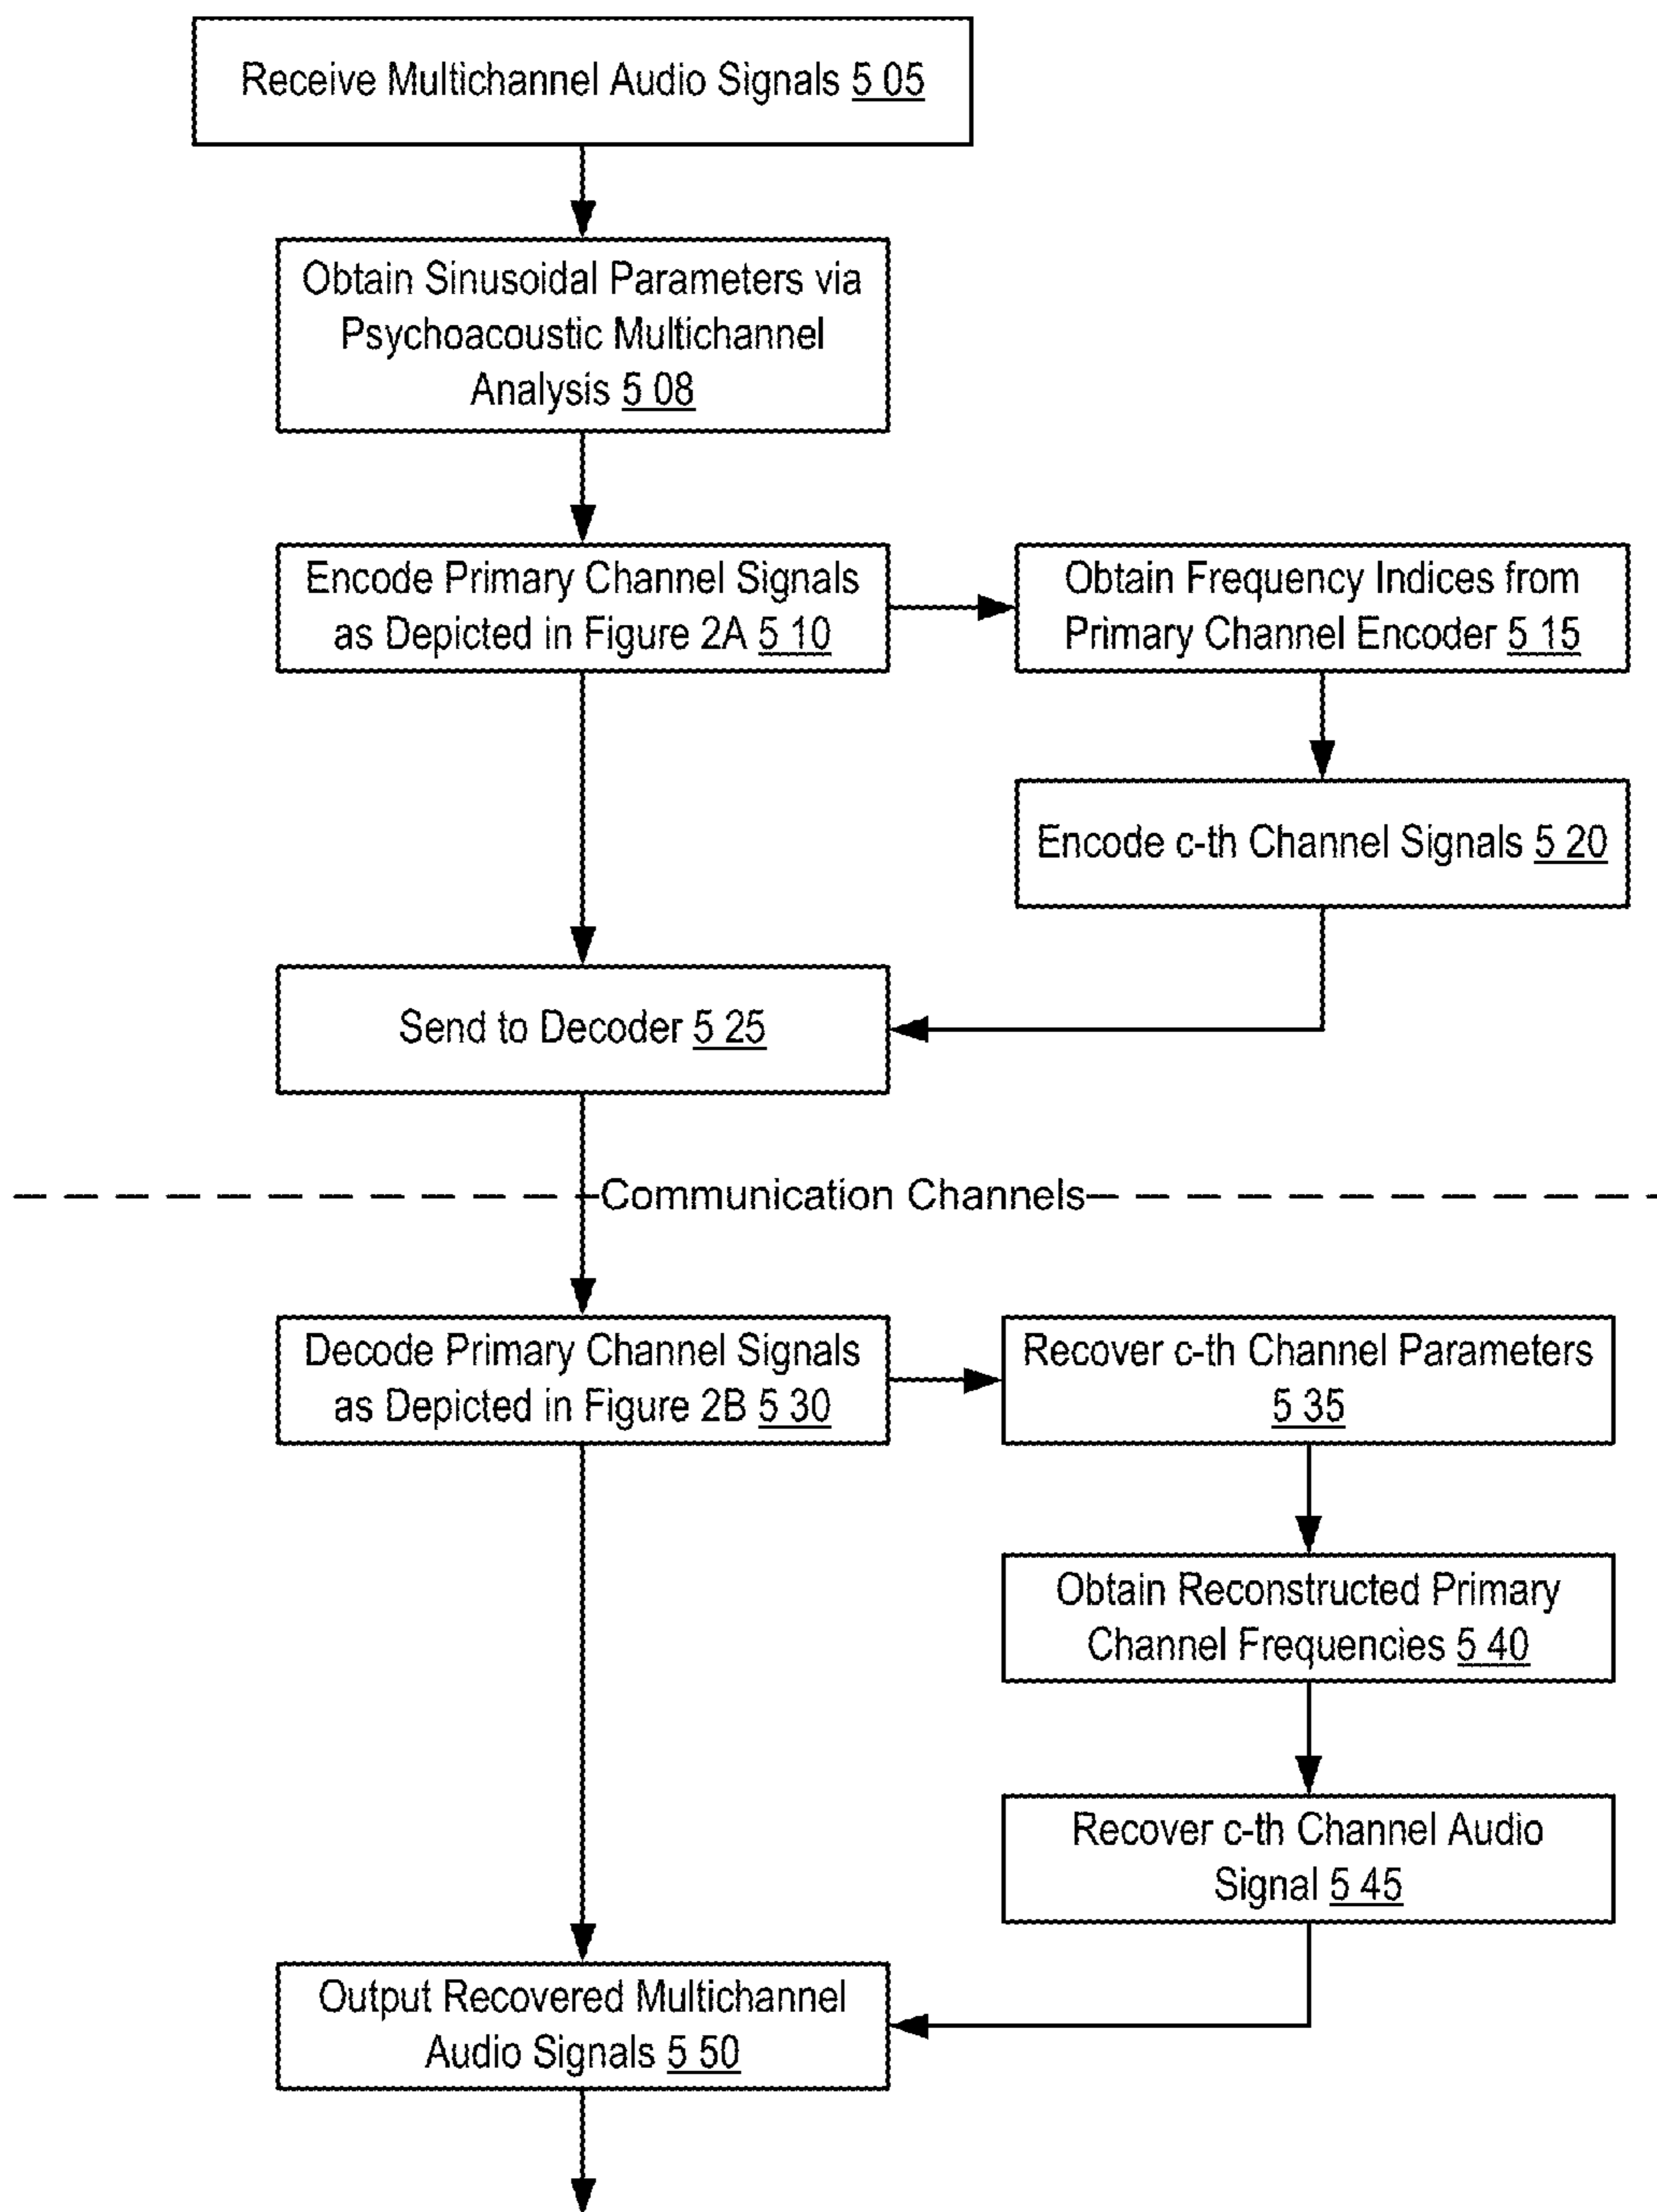 Receive Multichannel Audio Signals 5 05
Obtain Sinusoidal Parameters via
Psychoacoustic Multichannel
Analysis 5 08
Encode Primary Channel Signals
as Depicted in Figure 2A 5 10
Obtain Frequency Indices from
Primary Channel Encoder 5 15
Encode c-th Channel Signals 5 20
Send to Decoder 5 25
Communication Channels
Decode Primary Channel Signals
as Depicted in Figure 2B 5 30
Recover c-th Channel Parameters
5 35
Obtain Reconstructed Primary
Channel Frequencies 5 40
Recover c-th Channel Audio
Signal 5 45
Output Recovered Multichannel
Audio Signals 5 50